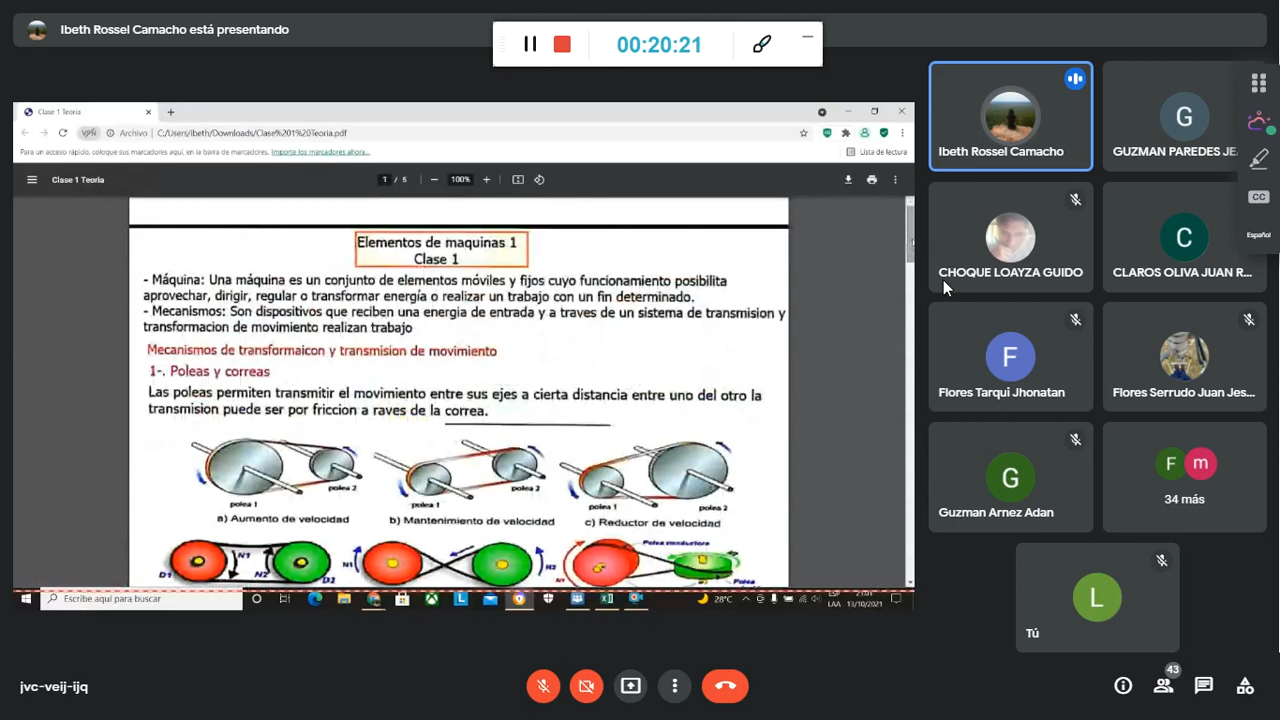 Ibeth Rossel Camacho está presentando
00:20:21
Clase 1 Teoria
VPN
Archivo
C:/Users/ibeth/Downloads/Clase%201%20Teoria.pdf
Para un acceso rápido, coloque sus marcadores aquí, en la barra de marcadores. Importe los marcadores ahora...
Lista de lectura
Clase 1 Teoria
1 / 5
100%
Elementos de maquinas 1
Clase 1
- Máquina: Una máquina es un conjunto de elementos móviles y fijos cuyo funcionamiento posibilita
aprovechar, dirigir, regular o transformar energía o realizar un trabajo con un fin determinado.
- Mecanismos: Son dispositivos que reciben una energia de entrada y a traves de un sistema de transmision y
transformacion de movimiento realizan trabajo
Mecanismos de transformaicon y transmision de movimiento
1-. Poleas y correas
Las poleas permiten transmitir el movimiento entre sus ejes a cierta distancia entre uno del otro la
transmision puede ser por friccion a raves de la correa.
polea 1
polea 2
polea 1
polea 2
polea 1
polea 2
a) Aumento de velocidad
b) Mantenimiento de velocidad
c) Reductor de velocidad
D1
N1
N2
D2
N1
N2
Polea conductora
N1
Polea
Escribe aquí para buscar
28°C
ESP
LAA
21:01
13/10/2021
Ibeth Rossel Camacho
G
GUZMAN PAREDES JE
CHOQUE LOAYZA GUIDO
C
CLAROS OLIVA JUAN R...
F
Flores Tarqui Jhonatan
Flores Serrudo Juan Jes...
G
Guzman Arnez Adan
F
m
34 más
L
Tú
CC
Español
jvc-veij-ijq
43